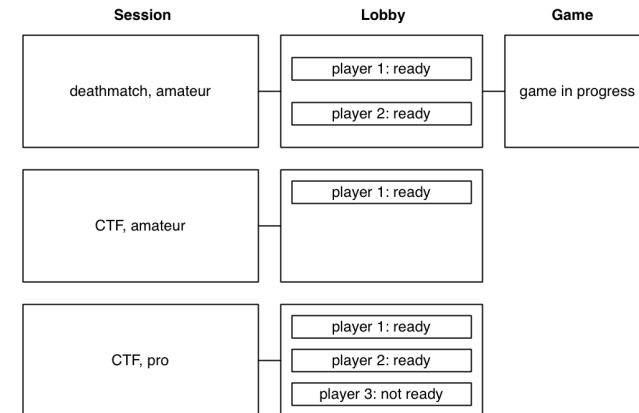 Session
Lobby
Game
deathmatch, amateur
player 1: ready
player 2: ready
game in progress
CTF, amateur
player 1: ready
CTF, pro
player 1: ready
player 2: ready
player 3: not ready